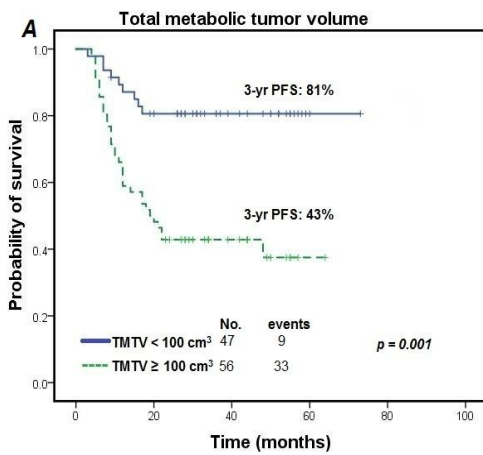 A
Total metabolic tumor volume
1.0
0.8
0.6
0.4
0.2
0.0
Probability of survival
3-yr PFS: 81%
3-yr PFS: 43%
No. events
TMTV < 100 cm³ 47 9
TMTV ≥ 100 cm³ 56 33
p = 0.001
0 20 40 60 80 100
Time (months)